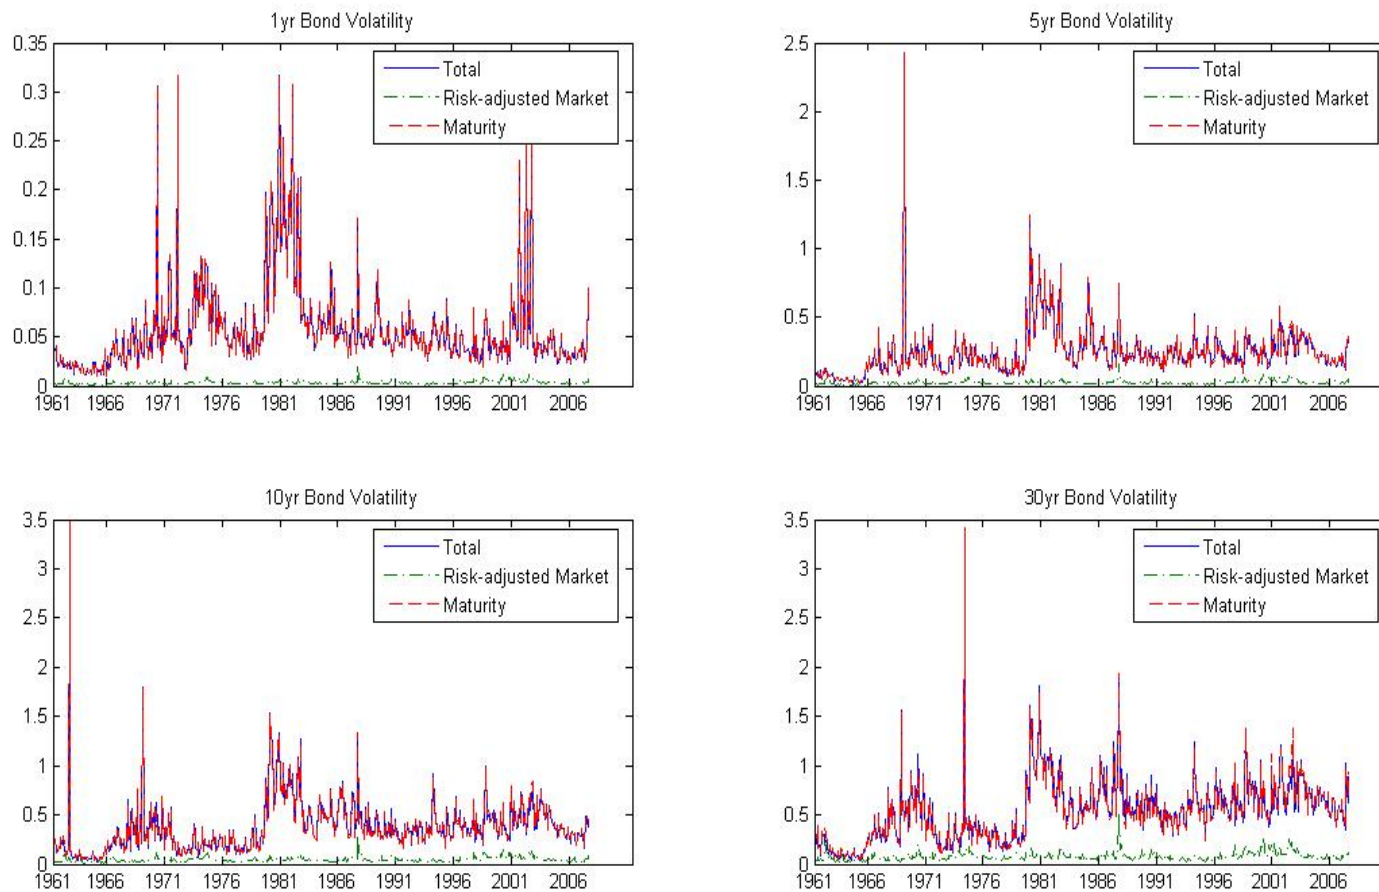 1yr Bond Volatility
0.35
0.3
0.25
0.2
0.15
0.1
0.05
0
1961 1966 1971 1976 1981 1986 1991 1996 2001 2006
Total
Risk-adjusted Market
Maturity
5yr Bond Volatility
2.5
2
1.5
1
0.5
0
1961 1966 1971 1976 1981 1986 1991 1996 2001 2006
Total
Risk-adjusted Market
Maturity
10yr Bond Volatility
3.5
3
2.5
2
1.5
1
0.5
0
1961 1966 1971 1976 1981 1986 1991 1996 2001 2006
Total
Risk-adjusted Market
Maturity
30yr Bond Volatility
3.5
3
2.5
2
1.5
1
0.5
0
1961 1966 1971 1976 1981 1986 1991 1996 2001 2006
Total
Risk-adjusted Market
Maturity